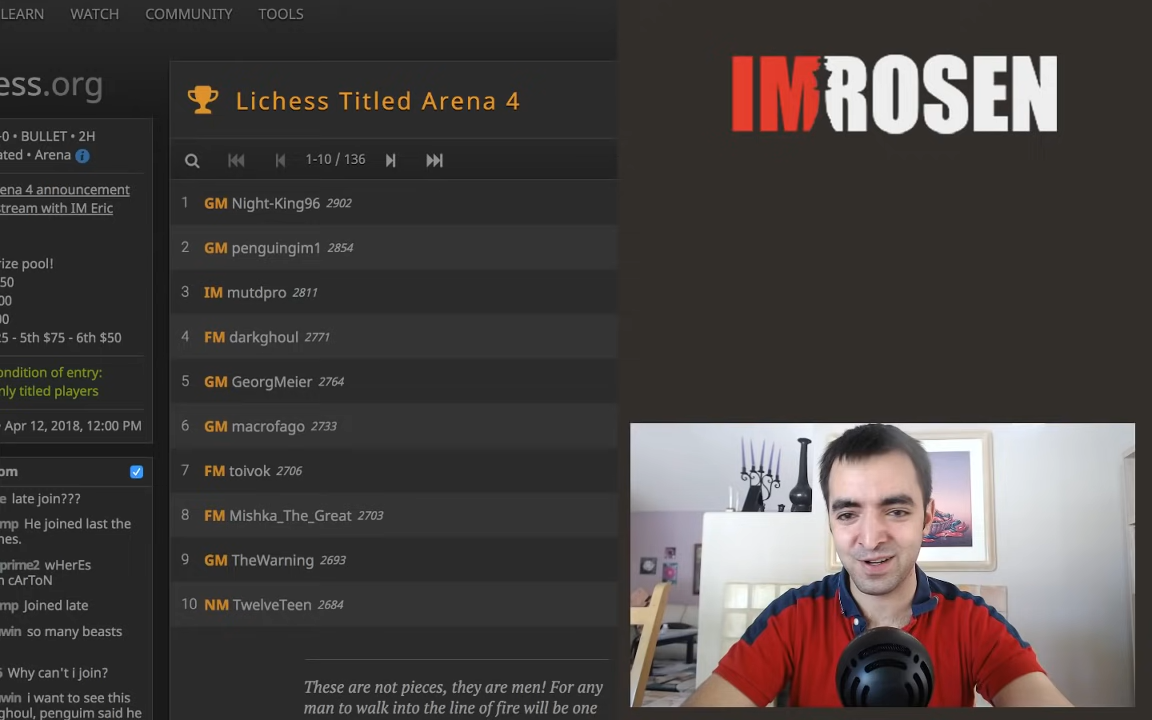 LEARN WATCH COMMUNITY TOOLS
ess.org
-0 • BULLET • 2H
ated • Arena
ena 4 announcement
stream with IM Eric
rize pool!
50
00
00
25 - 5th $75 - 6th $50
ondition of entry:
nly titled players
Apr 12, 2018, 12:00 PM
om
e late join???
mp He joined last the
nes.
prime2 wHerEs
n cArToN
mp Joined late
win so many beasts
Why can't i join?
win i want to see this
ghoul, penguim said he
Lichess Titled Arena 4
1-10 / 136
1 GM Night-King96 2902
2 GM penguingim1 2854
3 IM mutdpro 2811
4 FM darkghoul 2771
5 GM GeorgMeier 2764
6 GM macrofago 2733
7 FM toivok 2706
8 FM Mishka_The_Great 2703
9 GM TheWarning 2693
10 NM TwelveTeen 2684
These are not pieces, they are men! For any
man to walk into the line of fire will be one
IMROSEN